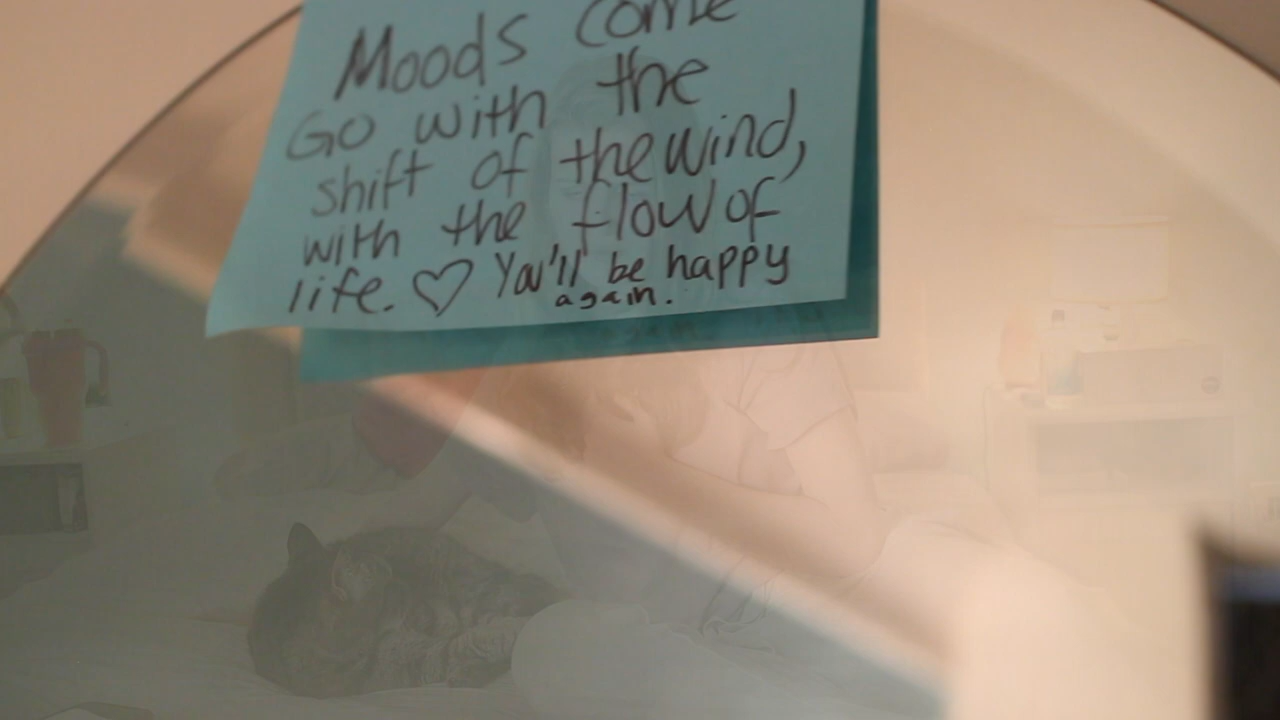 Moods come
Go with the
shift of the wind,
with the flow of
life. ♡ You'll be happy
again.